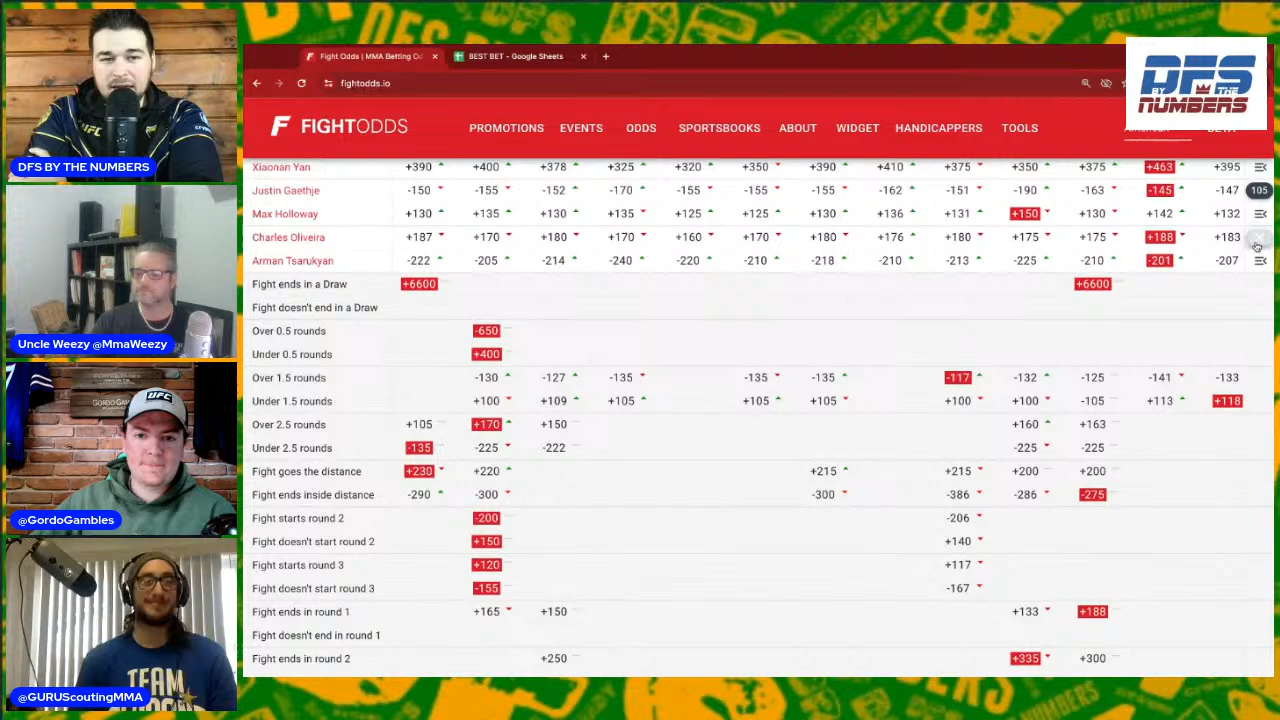 Fight Odds | MMA Betting Od
BEST BET - Google Sheets
fightodds.io
DFS
BY THE
NUMBERS
FIGHTODDS
PROMOTIONS EVENTS ODDS SPORTSBOOKS ABOUT WIDGET HANDICAPPERS TOOLS
Xiaonan Yan +390 +400 +378 +325 +320 +350 +390 +410 +375 +350 +375 +463 +395
Justin Gaethje -150 -155 -152 -170 -155 -155 -155 -162 -151 -190 -163 -145 -147 105
Max Holloway +130 +135 +130 +135 +125 +125 +130 +136 +131 +150 +130 +142 +132
Charles Oliveira +187 +170 +180 +170 +160 +170 +180 +176 +180 +175 +175 +188 +183
Arman Tsarukyan -222 -205 -214 -240 -220 -210 -218 -210 -213 -225 -210 -201 -207
Fight ends in a Draw +6600 +6600
Fight doesn't end in a Draw
Over 0.5 rounds -650
Under 0.5 rounds +400
Over 1.5 rounds -130 -127 -135 -135 -135 -117 -132 -125 -141 -133
Under 1.5 rounds +100 +109 +105 +105 +105 +100 +100 -105 +113 +118
Over 2.5 rounds +105 +170 +150 +160 +163
Under 2.5 rounds -135 -225 -222 -225 -225
Fight goes the distance +230 +220 +215 +215 +200 +200
Fight ends inside distance -290 -300 -300 -386 -286 -275
Fight starts round 2 -200 -206
Fight doesn't start round 2 +150 +140
Fight starts round 3 +120 +117
Fight doesn't start round 3 -155 -167
Fight ends in round 1 +165 +150 +133 +188
Fight doesn't end in round 1
Fight ends in round 2 +250 +335 +300
UFC
DFS BY THE NUMBERS
Uncle Weezy @MmaWeezy
UFC
@GordoGambles
TEAM
@GURUScoutingMMA